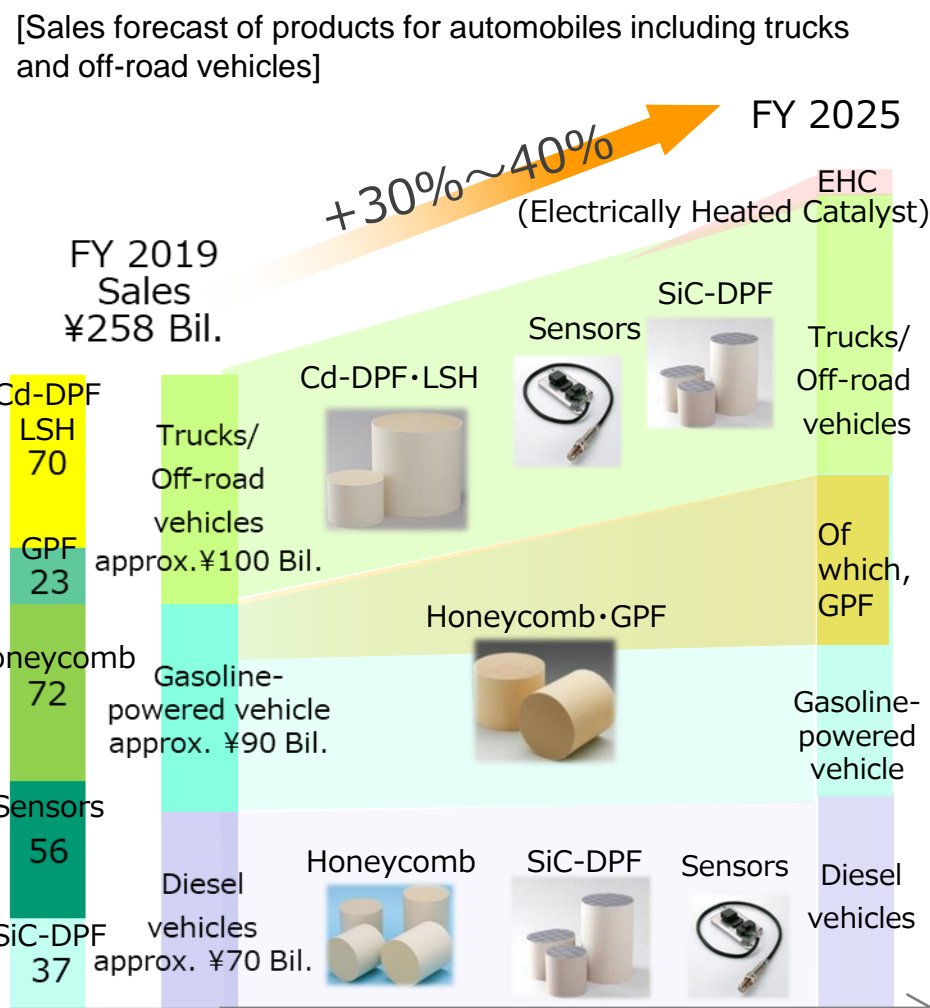 [Sales forecast of products for automobiles including trucks
and off-road vehicles]
FY 2025
+30%～40%
EHC
(Electrically Heated Catalyst)
FY 2019
Sales
¥258 Bil.
Cd-DPF
LSH
70
GPF
23
oneycomb
72
Sensors
56
SiC-DPF
37
Trucks/
Off-road
vehicles
approx.¥100 Bil.
Gasoline-
powered vehicle
approx. ¥90 Bil.
Diesel
vehicles
approx. ¥70 Bil.
Cd-DPF･LSH
Sensors
SiC-DPF
Honeycomb･GPF
Honeycomb
SiC-DPF
Sensors
Trucks/
Off-road
vehicles
Of
which,
GPF
Gasoline-
powered
vehicle
Diesel
vehicles